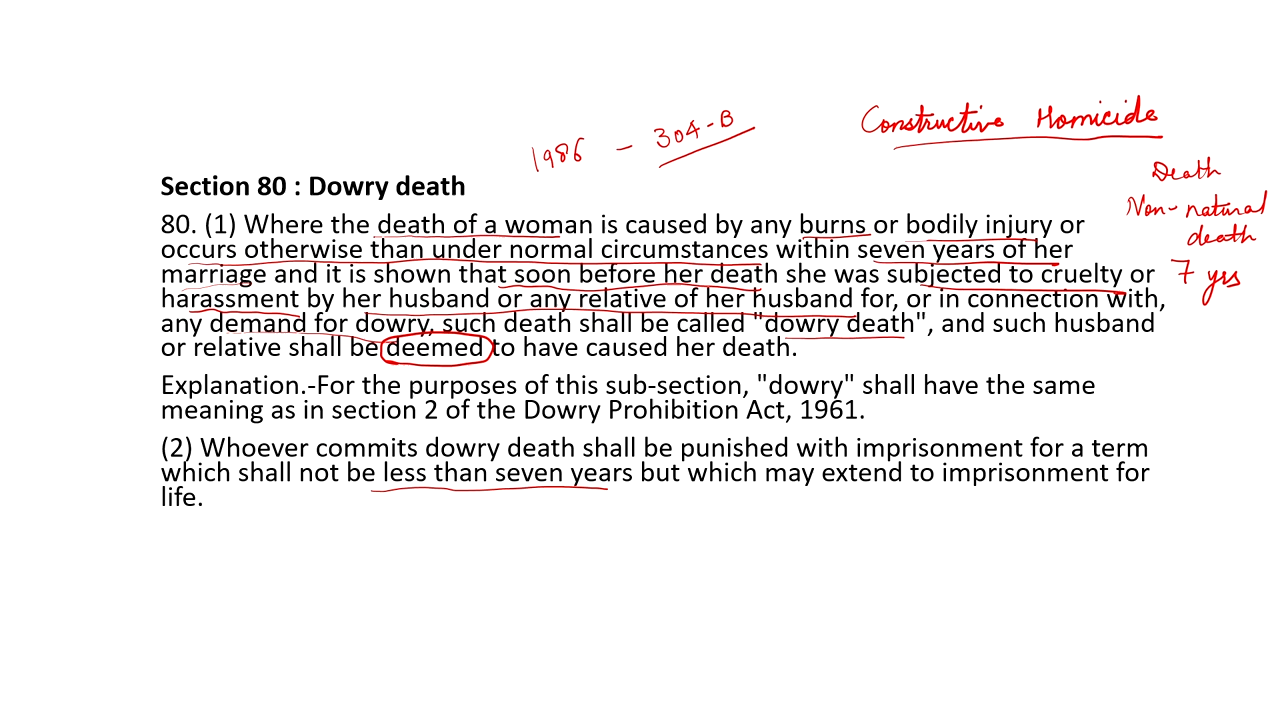 Constructive Homicide
1986 - 304-B
Death
Non-natural
death
7 yrs
Section 80 : Dowry death
80. (1) Where the death of a woman is caused by any burns or bodily injury or
occurs otherwise than under normal circumstances within seven years of her
marriage and it is shown that soon before her death she was subjected to cruelty or
harassment by her husband or any relative of her husband for, or in connection with,
any demand for dowry, such death shall be called "dowry death", and such husband
or relative shall be deemed to have caused her death.
Explanation.-For the purposes of this sub-section, "dowry" shall have the same
meaning as in section 2 of the Dowry Prohibition Act, 1961.
(2) Whoever commits dowry death shall be punished with imprisonment for a term
which shall not be less than seven years but which may extend to imprisonment for
life.